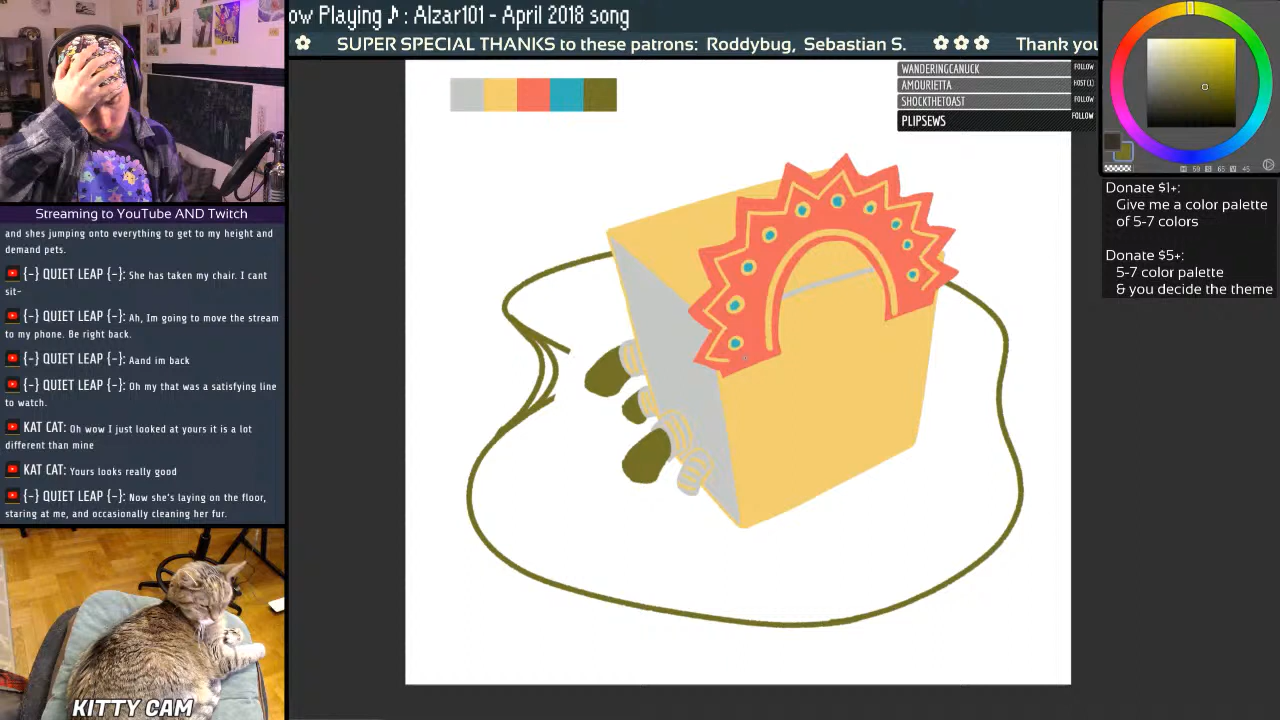 ow Playing ♪ : Alzar101 - April 2018 song
SUPER SPECIAL THANKS to these patrons: Roddybug, Sebastian S.
Thank you
WANDERINGCANUCK FOLLOW
AMOURIETTA HOST (1)
SHOCKTHETOAST FOLLOW
PLIPSEWS FOLLOW
Donate $1+:
Give me a color palette
of 5-7 colors
Donate $5+:
5-7 color palette
& you decide the theme
Streaming to YouTube AND Twitch
and shes jumping onto everything to get to my height and
demand pets.
{-} QUIET LEAP {-}: She has taken my chair. I cant
sit-
{-} QUIET LEAP {-}: Ah, Im going to move the stream
to my phone. Be right back.
{-} QUIET LEAP {-}: Aand im back
{-} QUIET LEAP {-}: Oh my that was a satisfying line
to watch.
KAT CAT: Oh wow I just looked at yours it is a lot
different than mine
KAT CAT: Yours looks really good
{-} QUIET LEAP {-}: Now she's laying on the floor,
staring at me, and occasionally cleaning her fur.
KITTY CAM